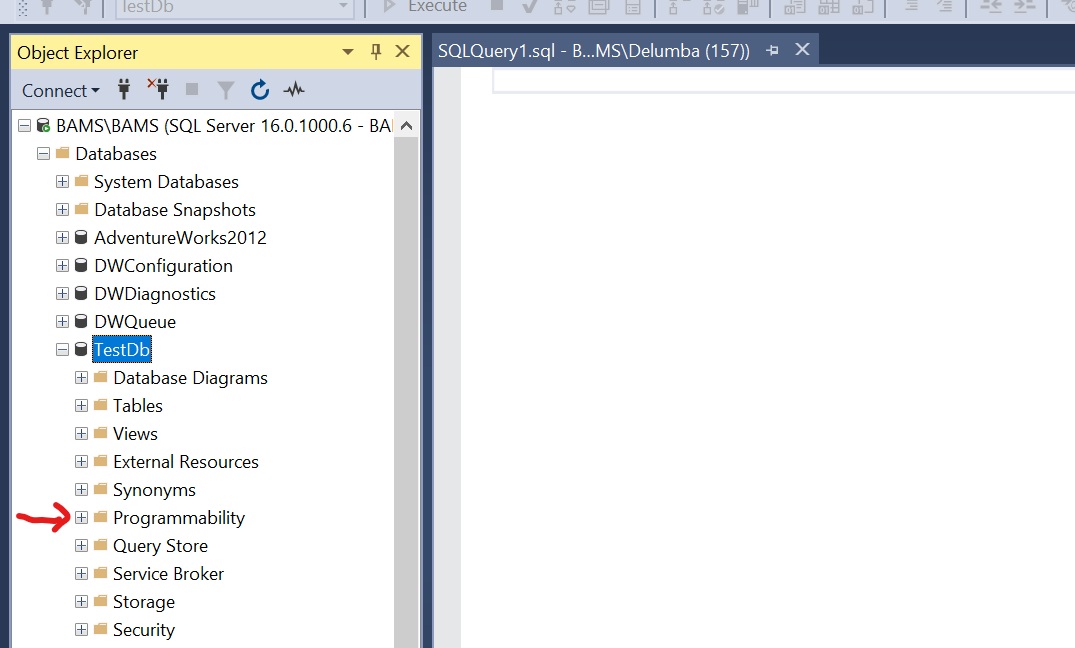 TestDb
Execute
Object Explorer
SQLQuery1.sql - B...MS\Delumba (157))
Connect
BAMS\BAMS (SQL Server 16.0.1000.6 - BA
Databases
System Databases
Database Snapshots
AdventureWorks2012
DWConfiguration
DWDiagnostics
DWQueue
TestDb
Database Diagrams
Tables
Views
External Resources
Synonyms
Programmability
Query Store
Service Broker
Storage
Security